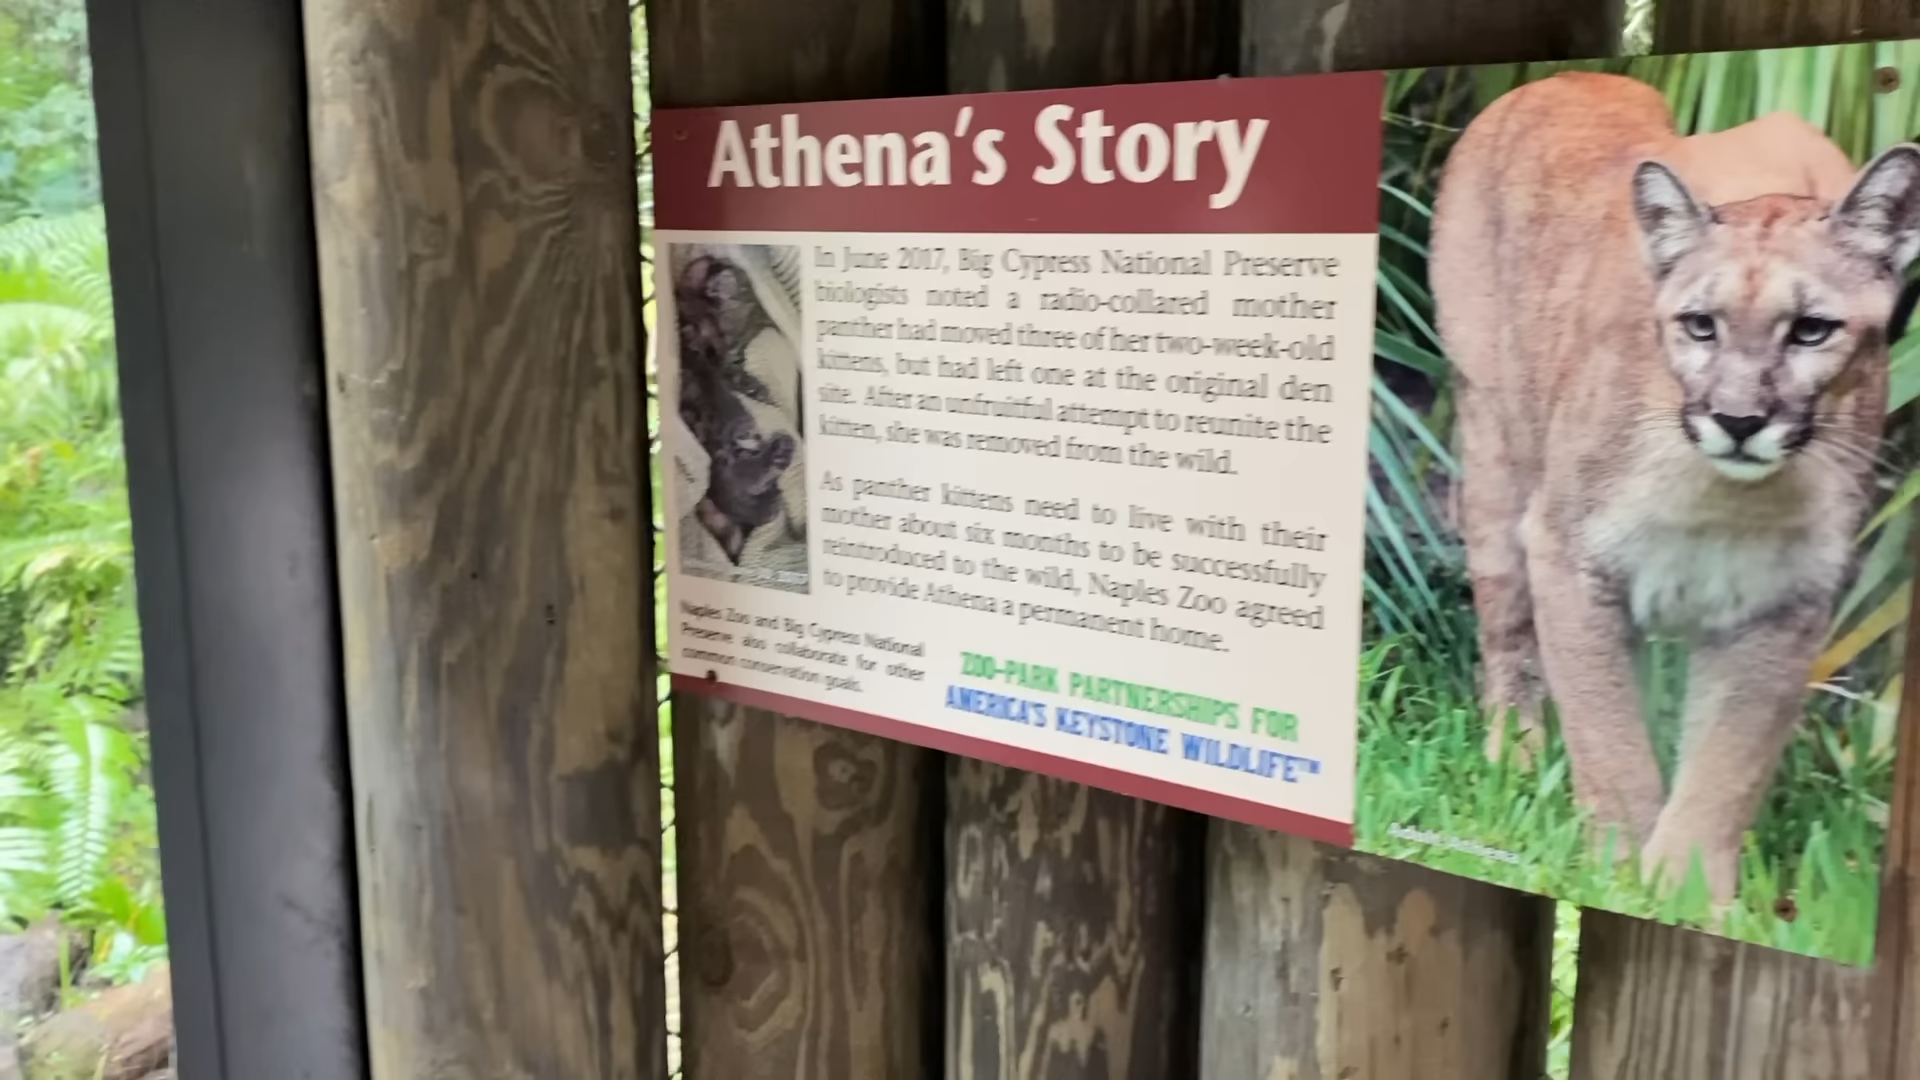 Athena's Story
In June 2017, Big Cypress National Preserve
biologists noted a radio-collared mother
panther had moved three of her two-week-old
kittens, but had left one at the original den
site. After an unfruitful attempt to reunite the
kitten, she was removed from the wild.
As panther kittens need to live with their
mother about six months to be successfully
reintroduced to the wild, Naples Zoo agreed
to provide Athena a permanent home.
Naples Zoo and Big Cypress National
Preserve also collaborate for other
common conservation goals.
ZOO-PARK PARTNERSHIPS FOR
AMERICA'S KEYSTONE WILDLIFE™